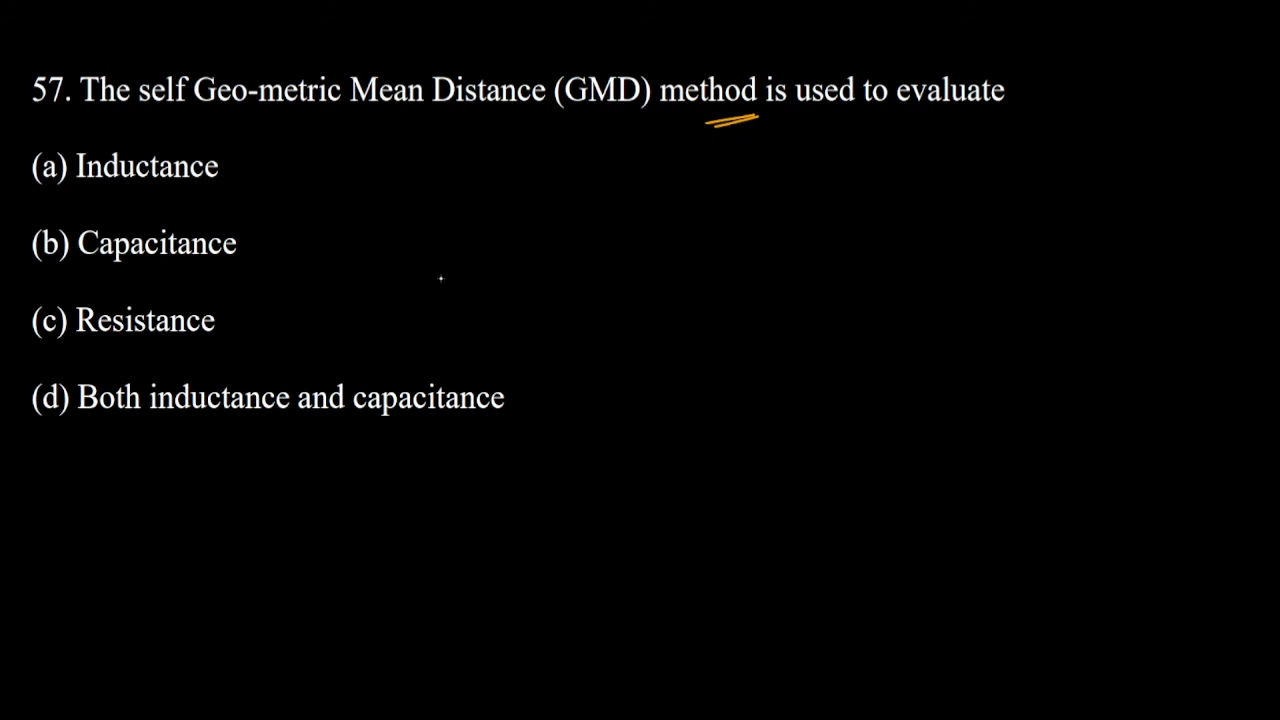 57. The self Geo-metric Mean Distance (GMD) method is used to evaluate
(a) Inductance
(b) Capacitance
(c) Resistance
(d) Both inductance and capacitance